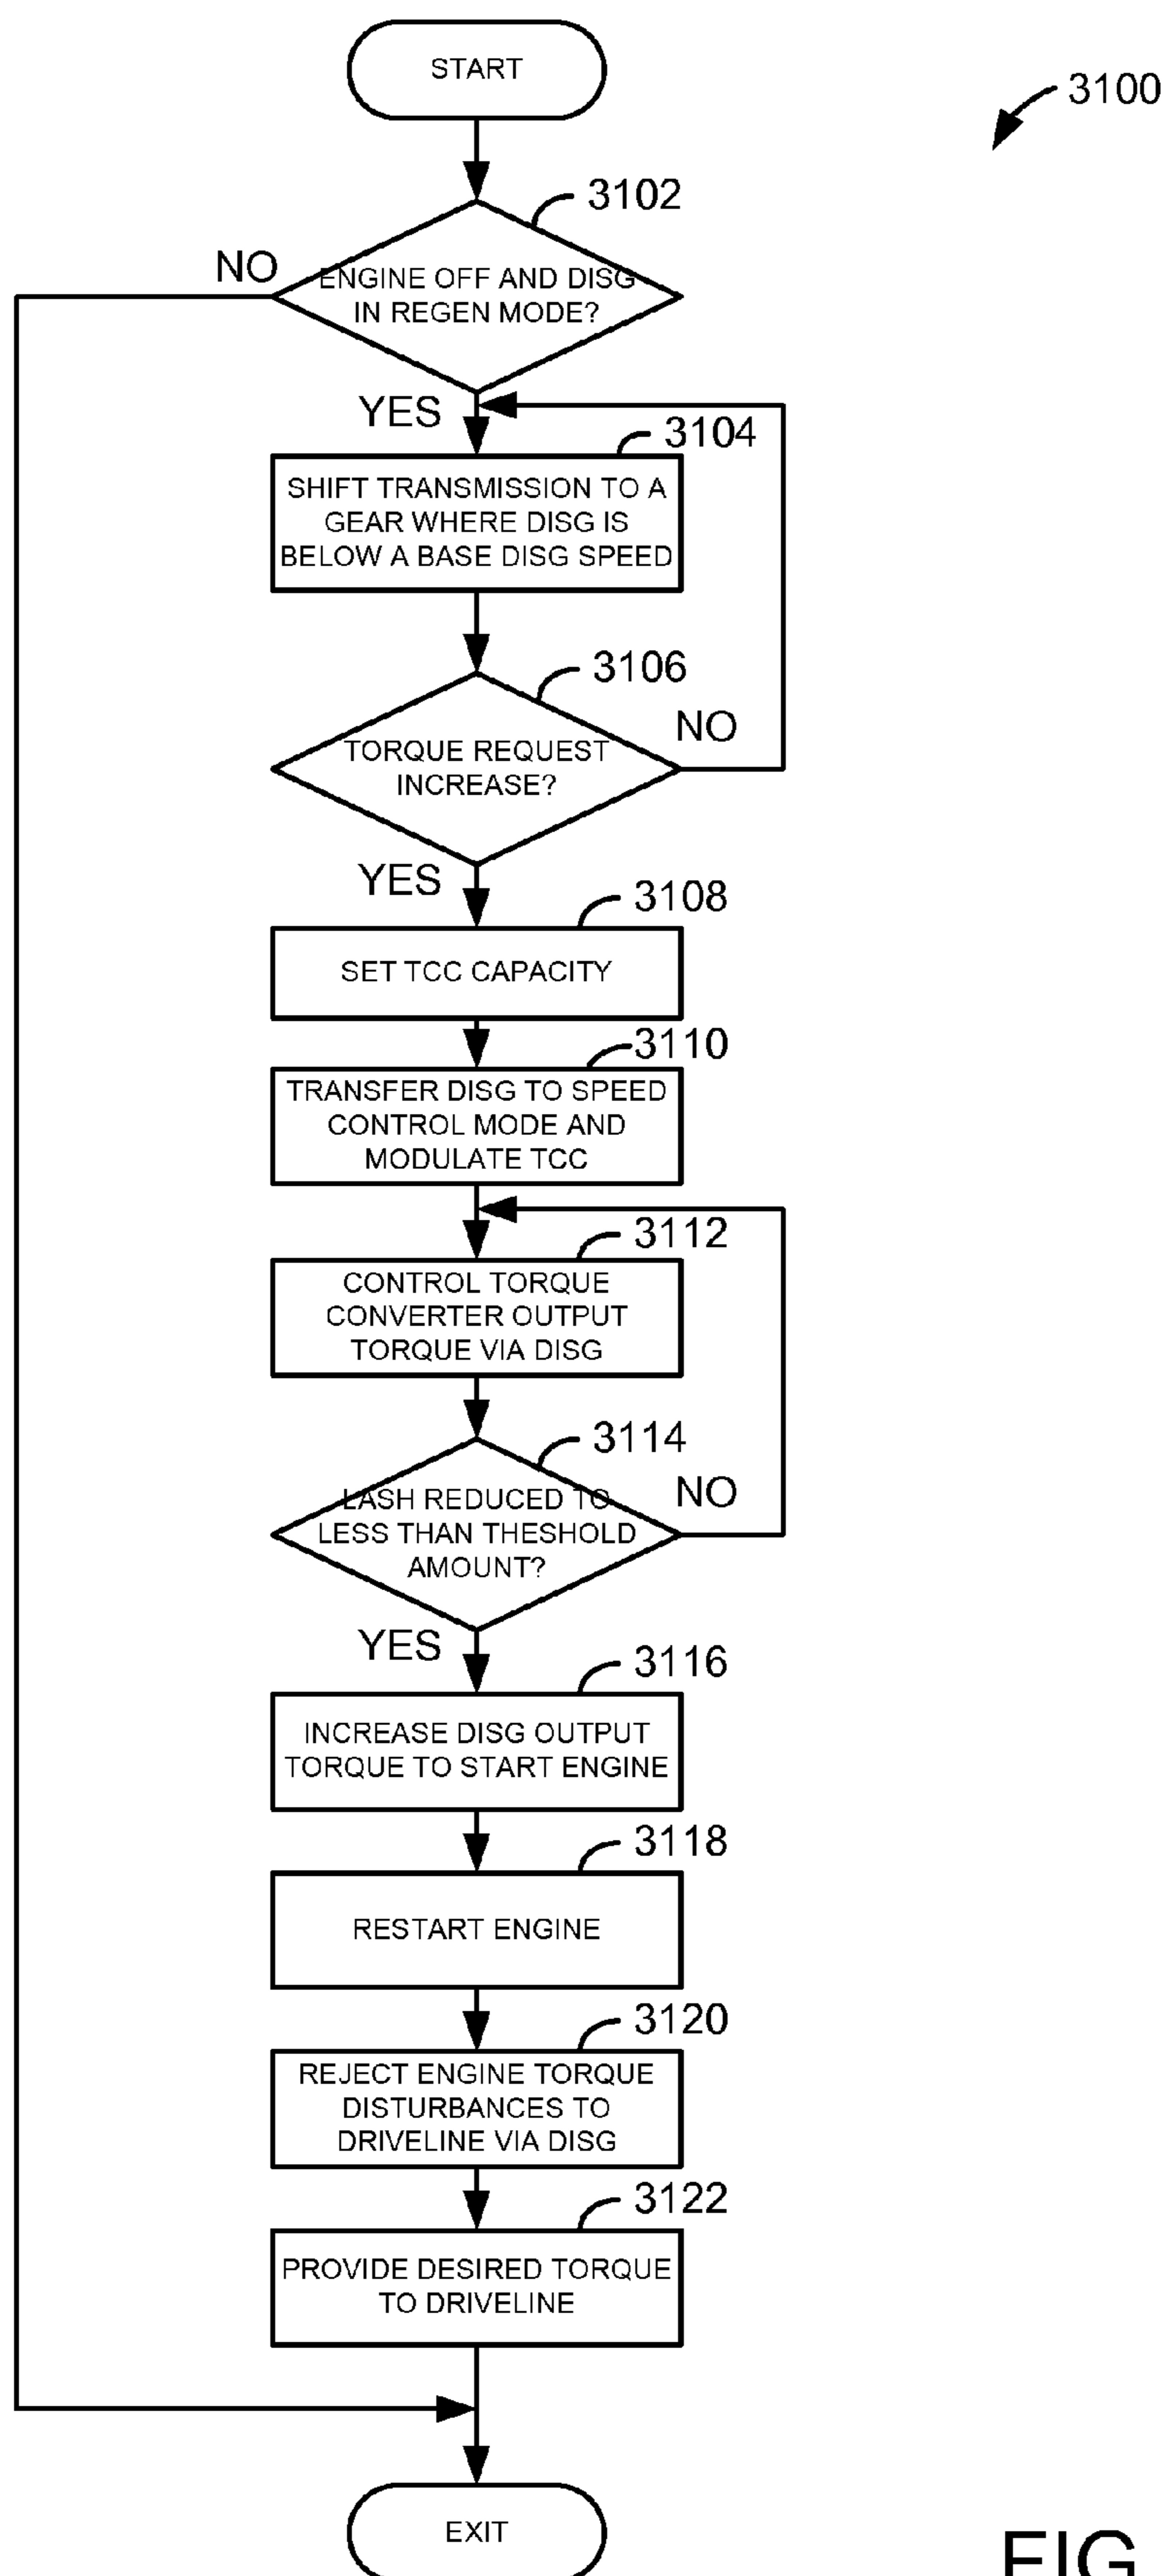 START
3100
3102
NO
ENGINE OFF AND DISG
IN REGEN MODE?
YES
3104
SHIFT TRANSMISSION TO A
GEAR WHERE DISG IS
BELOW A BASE DISG SPEED
3106
NO
TORQUE REQUEST
INCREASE?
YES
3108
SET TCC CAPACITY
3110
TRANSFER DISG TO SPEED
CONTROL MODE AND
MODULATE TCC
3112
CONTROL TORQUE
CONVERTER OUTPUT
TORQUE VIA DISG
3114
NO
LASH REDUCED TO
LESS THAN THESHOLD
AMOUNT?
YES
3116
INCREASE DISG OUTPUT
TORQUE TO START ENGINE
3118
RESTART ENGINE
3120
REJECT ENGINE TORQUE
DISTURBANCES TO
DRIVELINE VIA DISG
3122
PROVIDE DESIRED TORQUE
TO DRIVELINE
EXIT
FIG